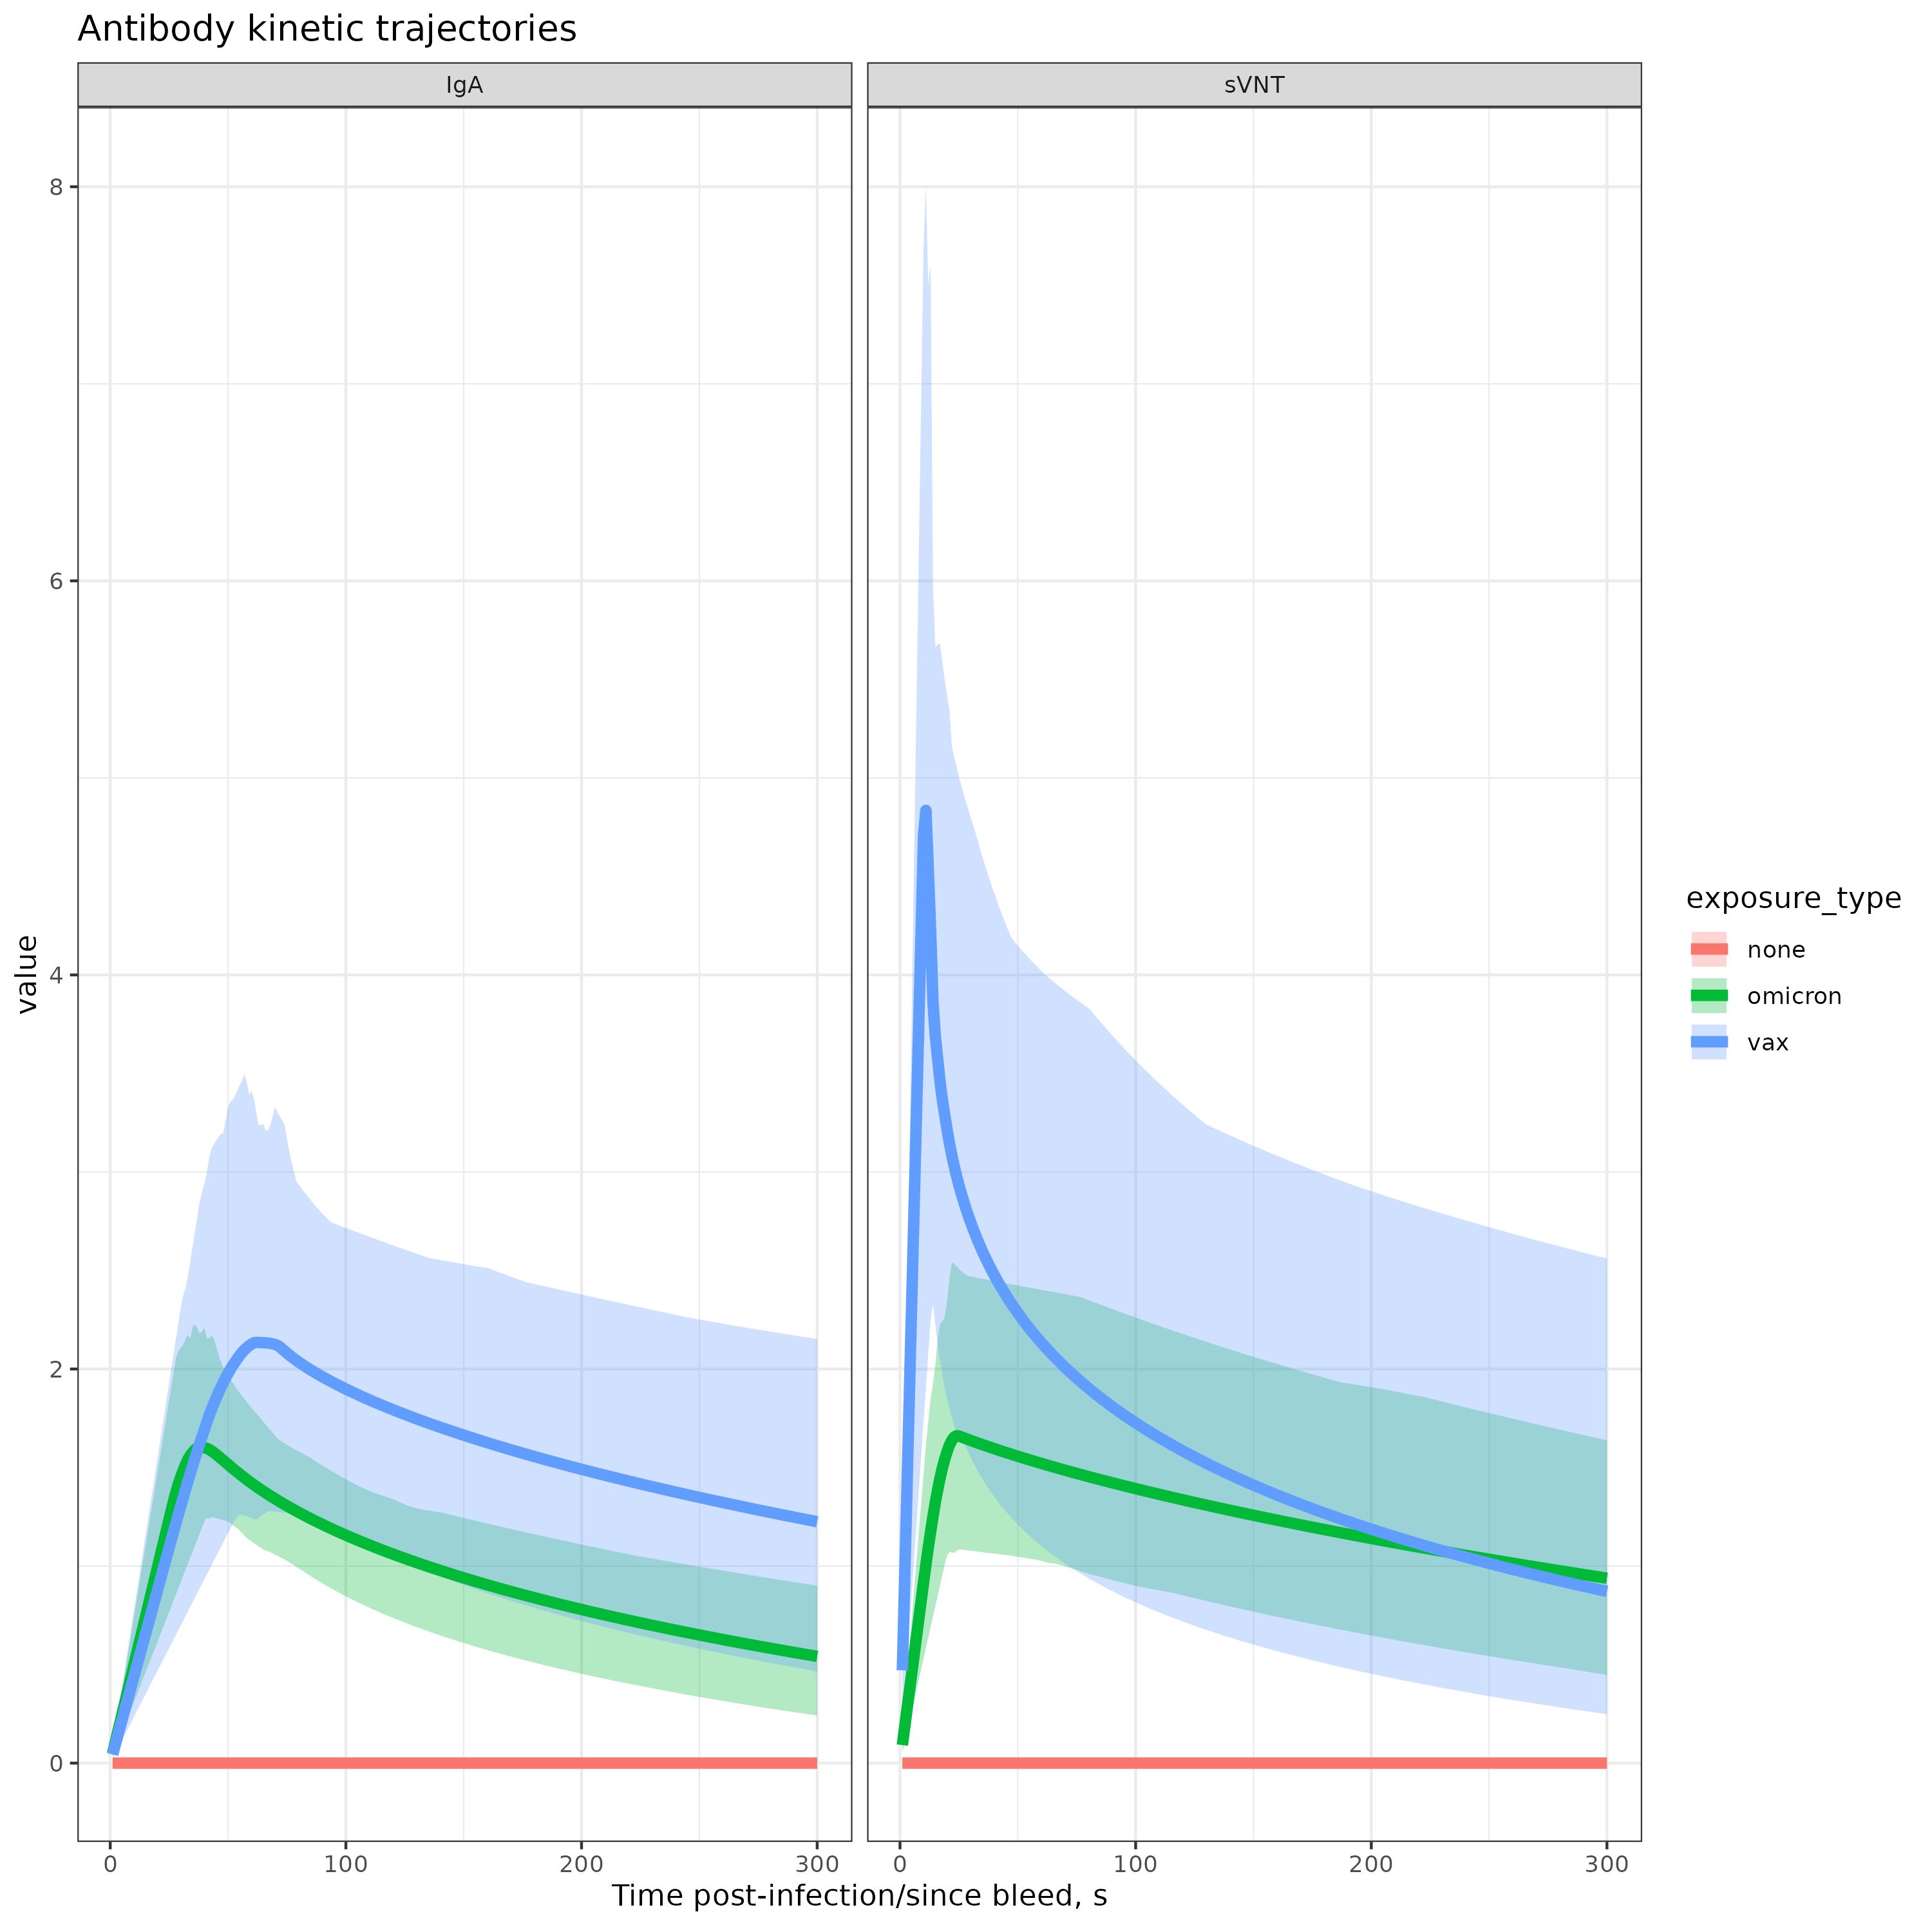 Antibody kinetic trajectories
IgA
sVNT
value
8
6
4
2
0
0
100
200
300
0
100
200
300
Time post-infection/since bleed, s
exposure_type
none
omicron
vax